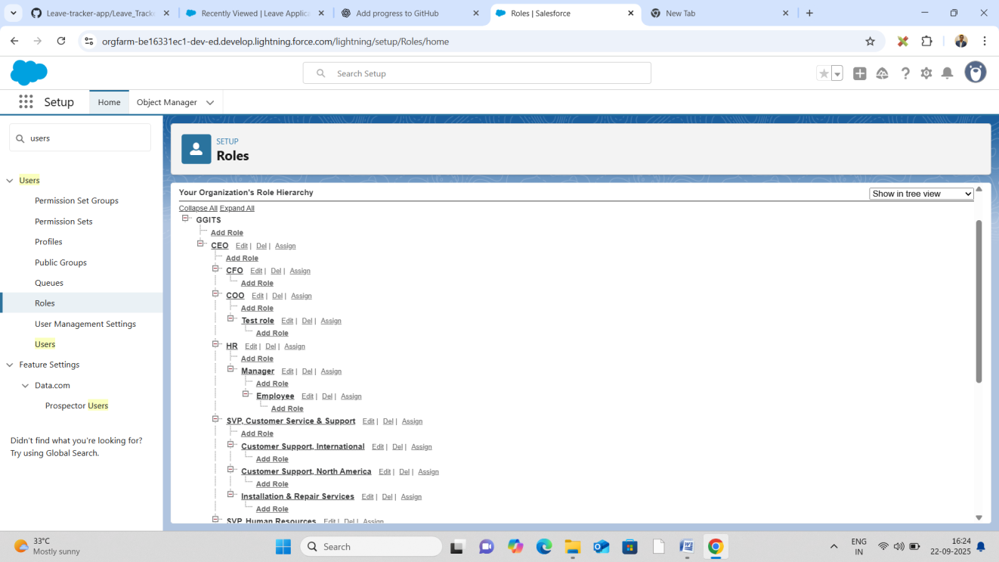 Leave-tracker-app/Leave_Tracke
Recently Viewed | Leave Applica
Add progress to GitHub
Roles | Salesforce
New Tab
orgfarm-be16331ec1-dev-ed.develop.lightning.force.com/lightning/setup/Roles/home
Search Setup
Setup
Home
Object Manager
users
Users
Permission Set Groups
Permission Sets
Profiles
Public Groups
Queues
Roles
User Management Settings
Users
Feature Settings
Data.com
Prospector Users
Didn't find what you're looking for?
Try using Global Search.
SETUP
Roles
Your Organization's Role Hierarchy
Show in tree view
Collapse All Expand All
GGITS
Add Role
CEO Edit | Del | Assign
Add Role
CFO Edit | Del | Assign
Add Role
COO Edit | Del | Assign
Add Role
Test role Edit | Del | Assign
Add Role
HR Edit | Del | Assign
Add Role
Manager Edit | Del | Assign
Add Role
Employee Edit | Del | Assign
Add Role
SVP, Customer Service & Support Edit | Del | Assign
Add Role
Customer Support, International Edit | Del | Assign
Add Role
Customer Support, North America Edit | Del | Assign
Add Role
Installation & Repair Services Edit | Del | Assign
Add Role
SVP, Human Resources Edit | Del | Assign
33°C
Mostly sunny
Search
ENG
IN
16:24
22-09-2025